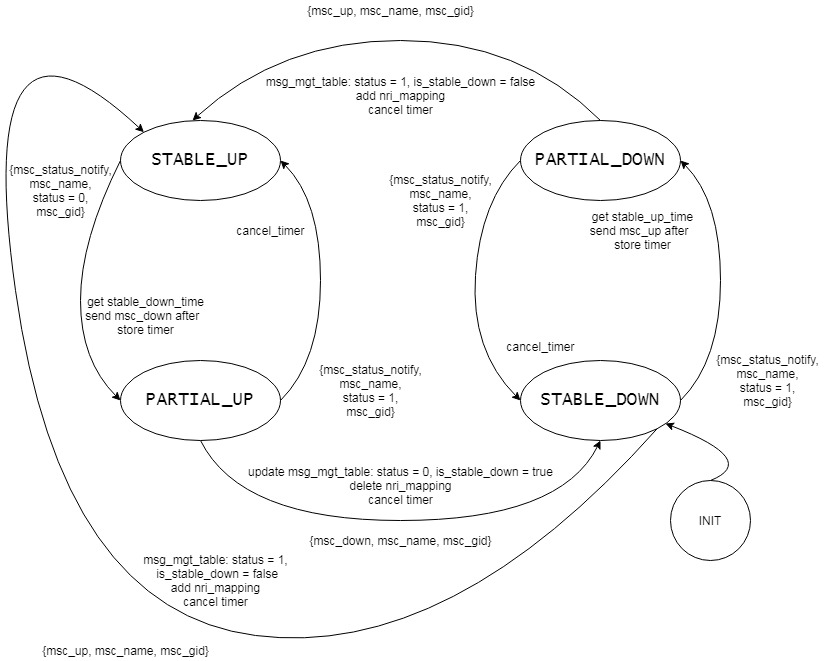 {msc_up, msc_name, msc_gid}
msg_mgt_table: status = 1, is_stable_down = false
add nri_mapping
cancel timer
STABLE_UP
PARTIAL_DOWN
{msc_status_notify,
msc_name,
status = 0,
msc_gid}
{msc_status_notify,
msc_name,
status = 1,
msc_gid}
cancel_timer
get stable_up_time
send msc_up after
store timer
get stable_down_time
send msc_down after
store timer
cancel_timer
{msc_status_notify,
msc_name,
status = 1,
msc_gid}
{msc_status_notify,
msc_name,
status = 1,
msc_gid}
PARTIAL_UP
STABLE_DOWN
update msg_mgt_table: status = 0, is_stable_down = true
delete nri_mapping
cancel timer
INIT
{msc_down, msc_name, msc_gid}
msg_mgt_table: status = 1,
is_stable_down = false
add nri_mapping
cancel timer
{msc_up, msc_name, msc_gid}